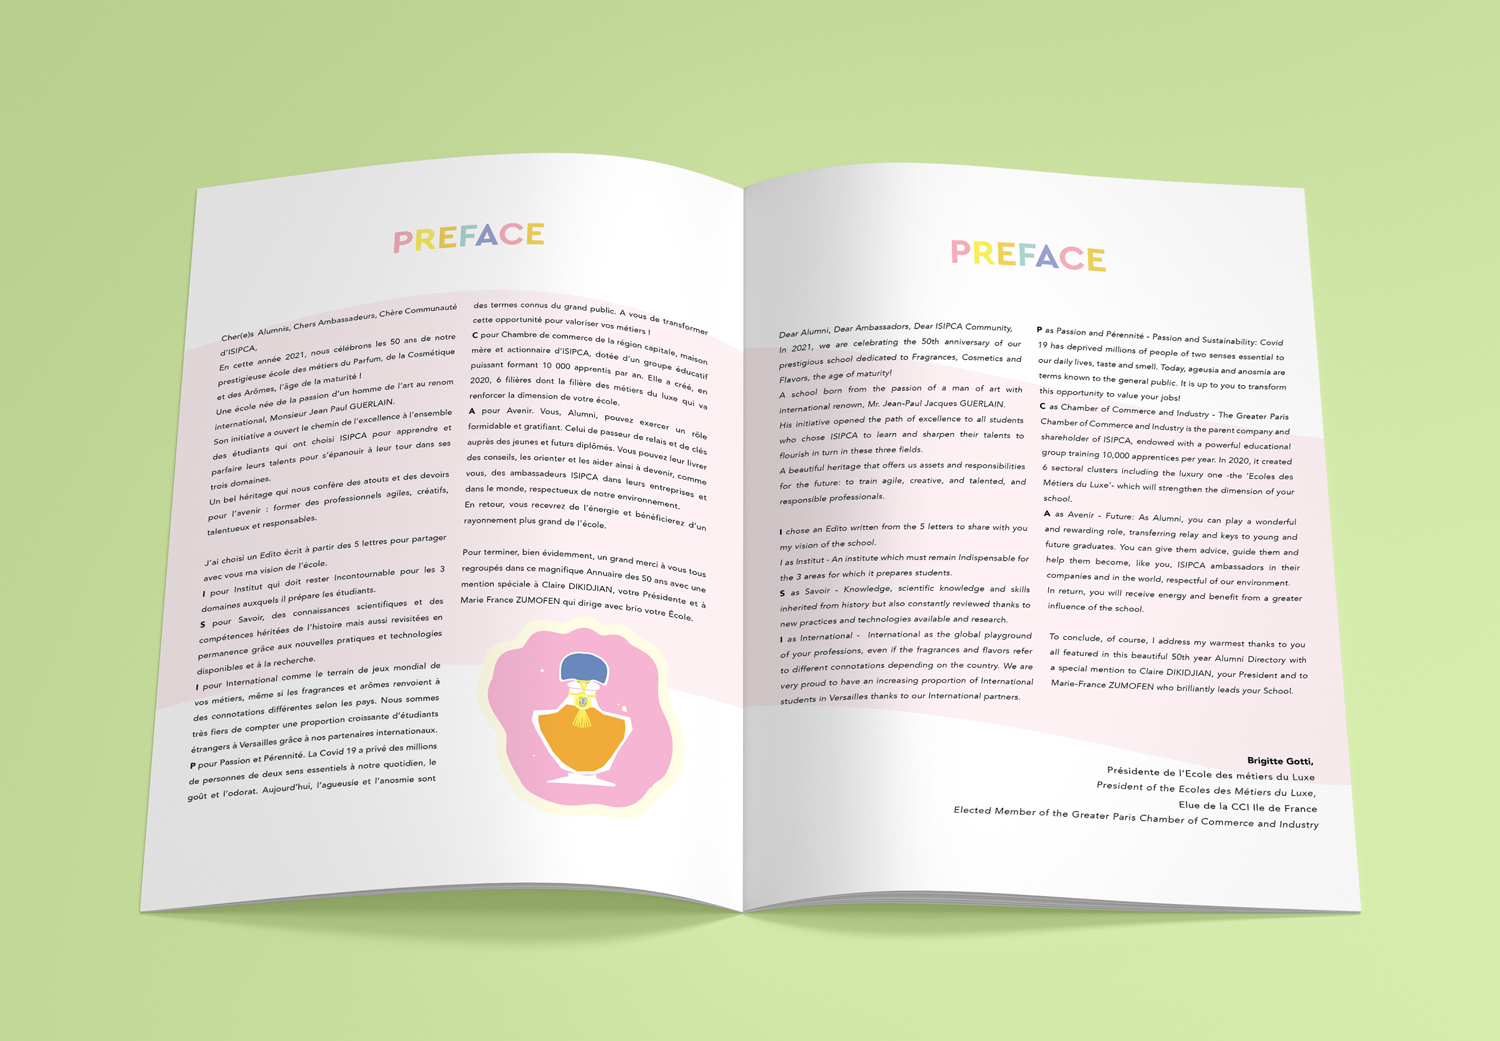 PREFACE
Cher(e)s Alumnis, Chers Ambassadeurs, Chère Communauté
d'ISIPCA,
En cette année 2021, nous célébrons les 50 ans de notre
prestigieuse école des métiers du Parfum, de la Cosmétique
et des Arômes, l'âge de la maturité !
Une école née de la passion d'un homme de l'art au renom
international, Monsieur Jean Paul GUERLAIN.
Son initiative a ouvert le chemin de l'excellence à l'ensemble
des étudiants qui ont choisi ISIPCA pour apprendre et
parfaire leurs talents pour s'épanouir à leur tour dans ses
trois domaines.
Un bel héritage qui nous confère des atouts et des devoirs
pour l'avenir : former des professionnels agiles, créatifs,
talentueux et responsables.
J'ai choisi un Edito écrit à partir des 5 lettres pour partager
avec vous ma vision de l'école.
I pour Institut qui doit rester Incontournable pour les 3
domaines auxquels il prépare les étudiants.
S pour Savoir, des connaissances scientifiques et des
compétences héritées de l'histoire mais aussi revisitées en
permanence grâce aux nouvelles pratiques et technologies
disponibles et à la recherche.
I pour International comme le terrain de jeux mondial de
vos métiers, même si les fragrances et arômes renvoient à
des connotations différentes selon les pays. Nous sommes
très fiers de compter une proportion croissante d'étudiants
étrangers à Versailles grâce à nos partenaires internationaux.
P pour Passion et Pérennité. La Covid 19 a privé des millions
de personnes de deux sens essentiels à notre quotidien, le
goût et l'odorat. Aujourd'hui, l'agueusie et l'anosmie sont
des termes connus du grand public. A vous de transformer
cette opportunité pour valoriser vos métiers !
C pour Chambre de commerce de la région capitale, maison
mère et actionnaire d'ISIPCA, dotée d'un groupe éducatif
puissant formant 10 000 apprentis par an. Elle a créé, en
2020, 6 filières dont la filière des métiers du luxe qui va
renforcer la dimension de votre école.
A pour Avenir. Vous, Alumni, pouvez exercer un rôle
formidable et gratifiant. Celui de passeur de relais et de clés
auprès des jeunes et futurs diplômés. Vous pouvez leur livrer
des conseils, les orienter et les aider ainsi à devenir, comme
vous, des ambassadeurs ISIPCA dans leurs entreprises et
dans le monde, respectueux de notre environnement.
En retour, vous recevrez de l'énergie et bénéficierez d'un
rayonnement plus grand de l'école.
Pour terminer, bien évidemment, un grand merci à vous tous
regroupés dans ce magnifique Annuaire des 50 ans avec une
mention spéciale à Claire DIKIDJIAN, votre Présidente et à
Marie France ZUMOFEN qui dirige avec brio votre École.
PREFACE
Dear Alumni, Dear Ambassadors, Dear ISIPCA Community,
In 2021, we are celebrating the 50th anniversary of our
prestigious school dedicated to Fragrances, Cosmetics and
Flavors, the age of maturity!
A school born from the passion of a man of art with
international renown, Mr. Jean-Paul Jacques GUERLAIN.
His initiative opened the path of excellence to all students
who chose ISIPCA to learn and sharpen their talents to
flourish in turn in these three fields.
A beautiful heritage that offers us assets and responsibilities
for the future: to train agile, creative, and talented, and
responsible professionals.
I chose an Edito written from the 5 letters to share with you
my vision of the school.
I as Institut - An institute which must remain Indispensable for
the 3 areas for which it prepares students.
S as Savoir - Knowledge, scientific knowledge and skills
inherited from history but also constantly reviewed thanks to
new practices and technologies available and research.
I as International - International as the global playground
of your professions, even if the fragrances and flavors refer
to different connotations depending on the country. We are
very proud to have an increasing proportion of International
students in Versailles thanks to our International partners.
P as Passion and Pérennité - Passion and Sustainability: Covid
19 has deprived millions of people of two senses essential to
our daily lives, taste and smell. Today, ageusia and anosmia are
terms known to the general public. It is up to you to transform
this opportunity to value your jobs!
C as Chamber of Commerce and Industry - The Greater Paris
Chamber of Commerce and Industry is the parent company and
shareholder of ISIPCA, endowed with a powerful educational
group training 10,000 apprentices per year. In 2020, it created
6 sectoral clusters including the luxury one -the 'Ecoles des
Métiers du Luxe'- which will strengthen the dimension of your
school.
A as Avenir - Future: As Alumni, you can play a wonderful
and rewarding role, transferring relay and keys to young and
future graduates. You can give them advice, guide them and
help them become, like you, ISIPCA ambassadors in their
companies and in the world, respectful of our environment.
In return, you will receive energy and benefit from a greater
influence of the school.
To conclude, of course, I address my warmest thanks to you
all featured in this beautiful 50th year Alumni Directory with
a special mention to Claire DIKIDJIAN, your President and to
Marie-France ZUMOFEN who brilliantly leads your School.
Brigitte Gotti,
Présidente de l'Ecole des métiers du Luxe
President of the Ecoles des Métiers du Luxe,
Elue de la CCI Ile de France
Elected Member of the Greater Paris Chamber of Commerce and Industry